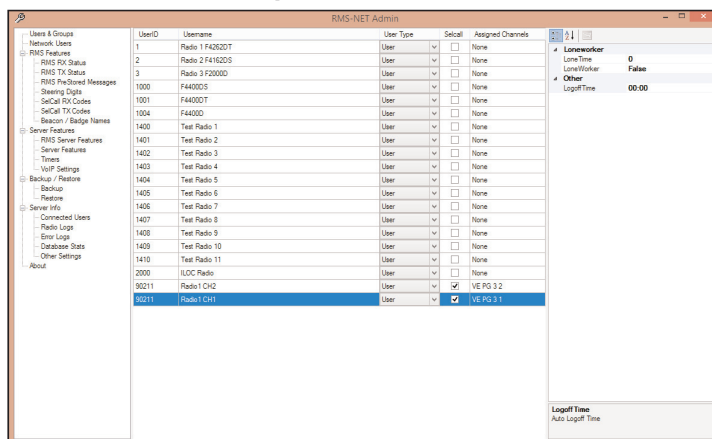 RMS-NET Admin
Users & Groups
Network Users
RMS Features
RMS RX Status
RMS TX Status
RMS PreStored Messages
Steering Digits
SelCall RX Codes
SelCall TX Codes
Beacon / Badge Names
Server Features
RMS Server Features
Server Features
Timers
VoIP Settings
Backup / Restore
Backup
Restore
Server Info
Connected Users
Radio Logs
Error Logs
Database Stats
Other Settings
About
UserID Username User Type Selcall Assigned Channels
1 Radio 1 F4262DT User None
2 Radio 2 F4162DS User None
3 Radio 3 F2000D User None
1000 F4400DS User None
1001 F4400DT User None
1004 F4400D User None
1400 Test Radio 1 User None
1401 Test Radio 2 User None
1402 Test Radio 3 User None
1403 Test Radio 4 User None
1404 Test Radio 5 User None
1405 Test Radio 6 User None
1406 Test Radio 7 User None
1407 Test Radio 8 User None
1408 Test Radio 9 User None
1409 Test Radio 10 User None
1410 Test Radio 11 User None
2000 ILOC Radio User None
90211 Radio1 CH2 User VE PG 3 2
90211 Radio1 CH1 User VE PG 3 1
Loneworker
LoneTime 0
LoneWorker False
Other
LogoffTime 00:00
LogoffTime
Auto Logoff Time